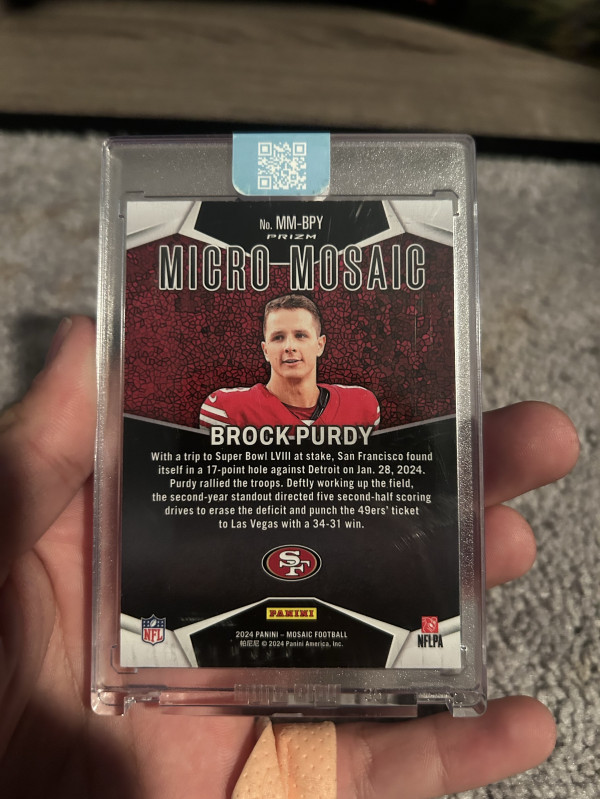 No. MM-BPY
PRIZM
MICRO MOSAIC
BROCK PURDY
With a trip to Super Bowl LVIII at stake, San Francisco found
itself in a 17-point hole against Detroit on Jan. 28, 2024.
Purdy rallied the troops. Deftly working up the field,
the second-year standout directed five second-half scoring
drives to erase the deficit and punch the 49ers' ticket
to Las Vegas with a 34-31 win.
SF
PANINI
NFL
NFLPA
2024 PANINI – MOSAIC FOOTBALL
帕尼尼 © 2024 Panini America, Inc.